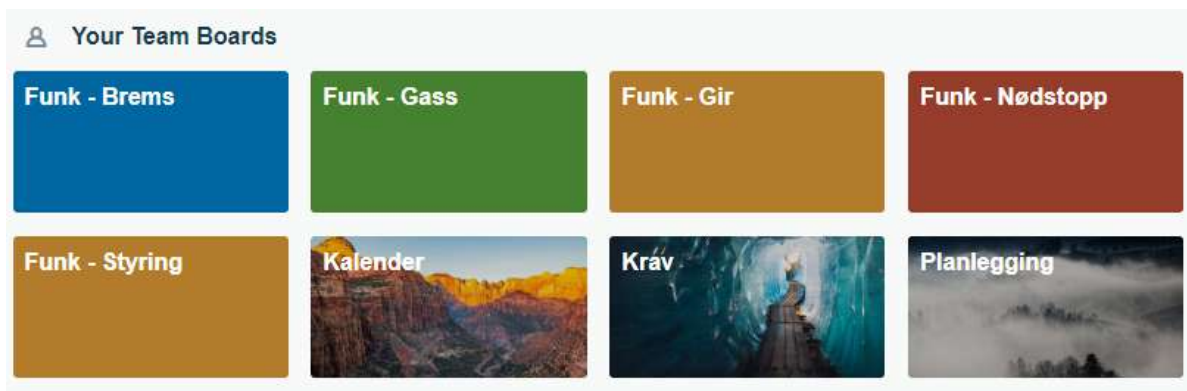 Your Team Boards
Funk - Brems
Funk - Gass
Funk - Gir
Funk - Nødstopp
Funk - Styring
Kalender
Krav
Planlegging